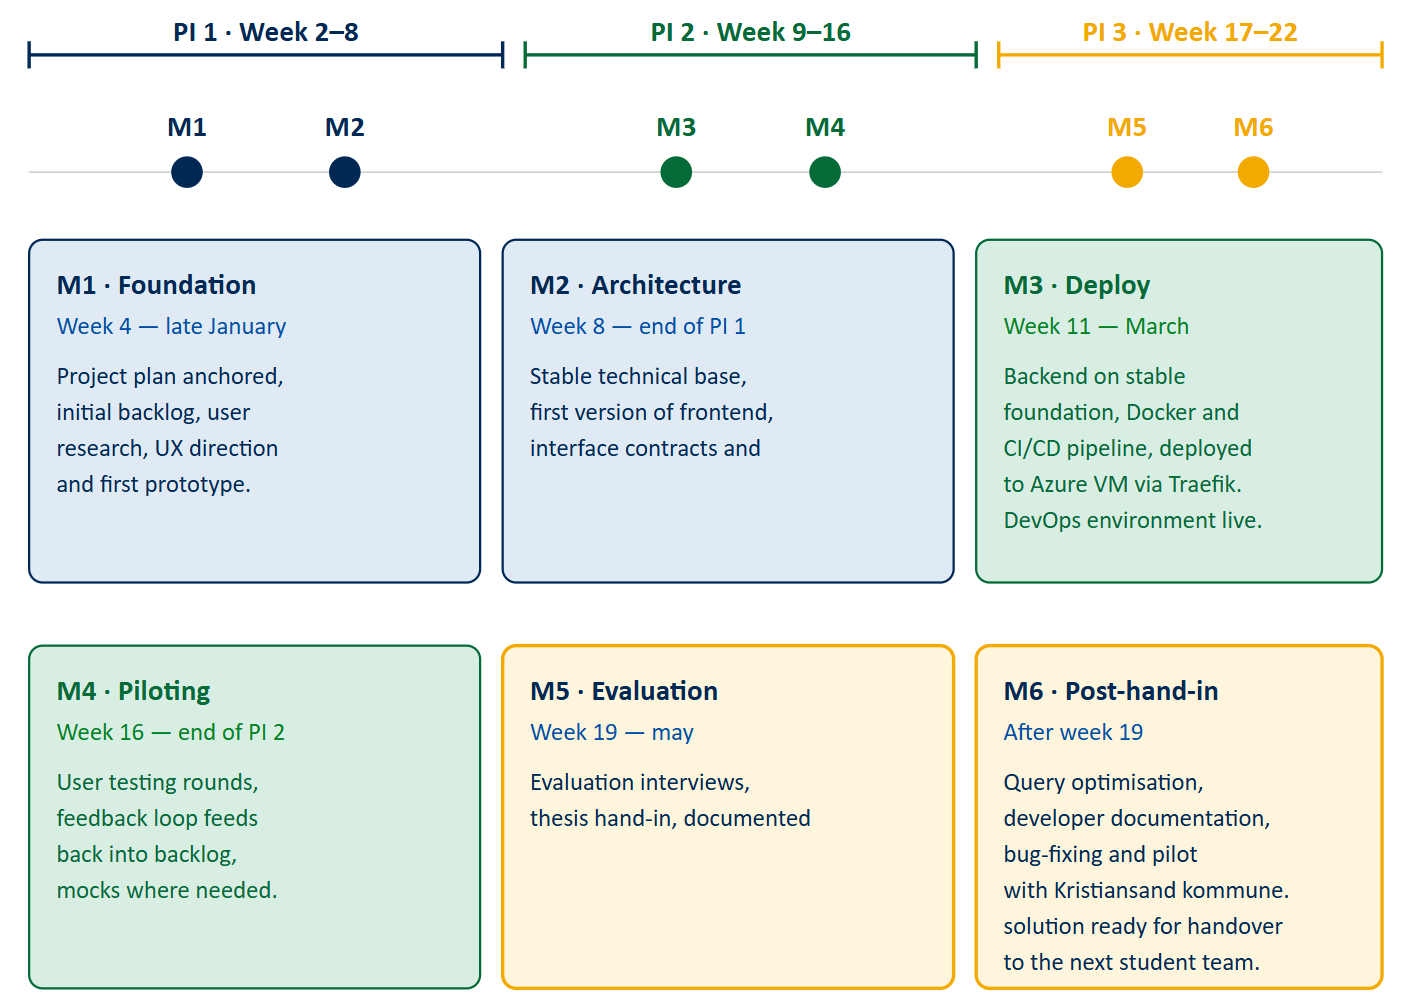 PI 1 · Week 2–8
PI 2 · Week 9–16
PI 3 · Week 17–22
M1
M2
M3
M4
M5
M6
M1 · Foundation
Week 4 — late January
Project plan anchored,
initial backlog, user
research, UX direction
and first prototype.
M2 · Architecture
Week 8 — end of PI 1
Stable technical base,
first version of frontend,
interface contracts and
M3 · Deploy
Week 11 — March
Backend on stable
foundation, Docker and
CI/CD pipeline, deployed
to Azure VM via Traefik.
DevOps environment live.
M4 · Piloting
Week 16 — end of PI 2
User testing rounds,
feedback loop feeds
back into backlog,
mocks where needed.
M5 · Evaluation
Week 19 — may
Evaluation interviews,
thesis hand-in, documented
M6 · Post-hand-in
After week 19
Query optimisation,
developer documentation,
bug-fixing and pilot
with Kristiansand kommune.
solution ready for handover
to the next student team.